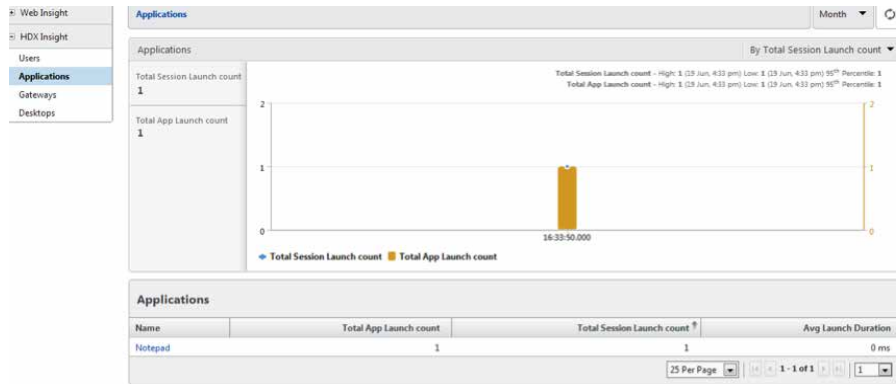 Web Insight
HDX Insight
Users
Applications
Gateways
Desktops
Applications
Month
Applications
By Total Session Launch count
Total Session Launch count
1
Total App Launch count
1
Total Session Launch count - High: 1 (19 Jun, 4:33 pm) Low: 1 (19 Jun, 4:33 pm) 95th Percentile: 1
Total App Launch count - High: 1 (19 Jun, 4:33 pm) Low: 1 (19 Jun, 4:33 pm) 95th Percentile: 1
2
2
1
1
0
0
16:33:50.000
Total Session Launch count Total App Launch count
Applications
Name Total App Launch count Total Session Launch count Avg Launch Duration
Notepad 1 1 0 ms
25 Per Page 1 - 1 of 1 1